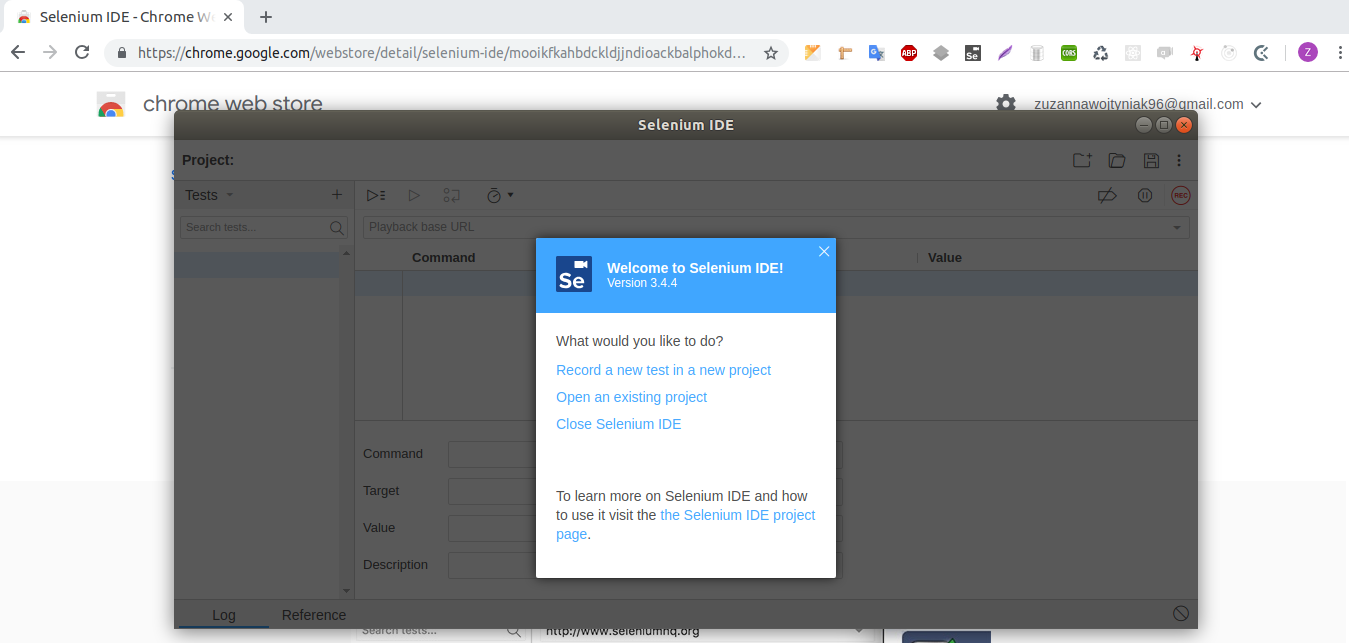 Selenium IDE - Chrome W
https://chrome.google.com/webstore/detail/selenium-ide/mooikfkahbdckldjjndioackbalphokd...
ABP
Se
CORS
Z
chrome web store
zuzannawojtyniak96@gmail.com
Selenium IDE
Project:
Tests
REC
Search tests...
Playback base URL
Command
Value
Se
Welcome to Selenium IDE!
Version 3.4.4
What would you like to do?
Record a new test in a new project
Open an existing project
Close Selenium IDE
Command
Target
Value
Description
To learn more on Selenium IDE and how
to use it visit the the Selenium IDE project
page.
Log
Reference
Search tests...
http://www.seleniumhq.org